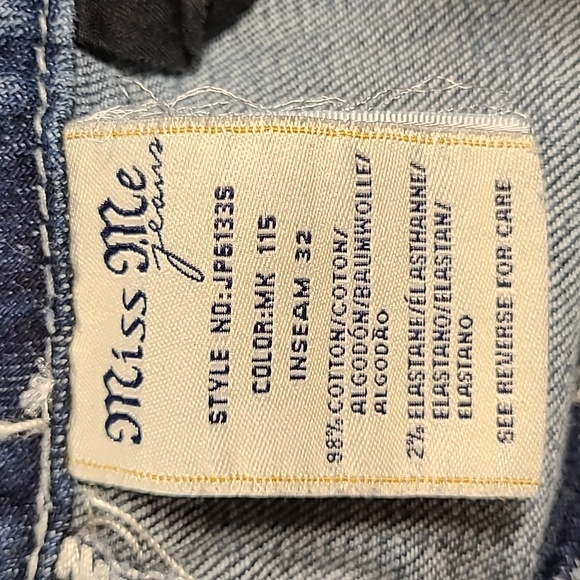 Miss Me
jeans
STYLE NO:JP6133S
COLOR:MK 115
INSEAM 32
98% COTTON/COTON/
ALGODÓN/BAUMWOLLE/
ALGODÃO
2% ELASTANE/ÉLASTHANNE/
ELASTANO/ELASTAN/
ELASTANO
SEE REVERSE FOR CARE